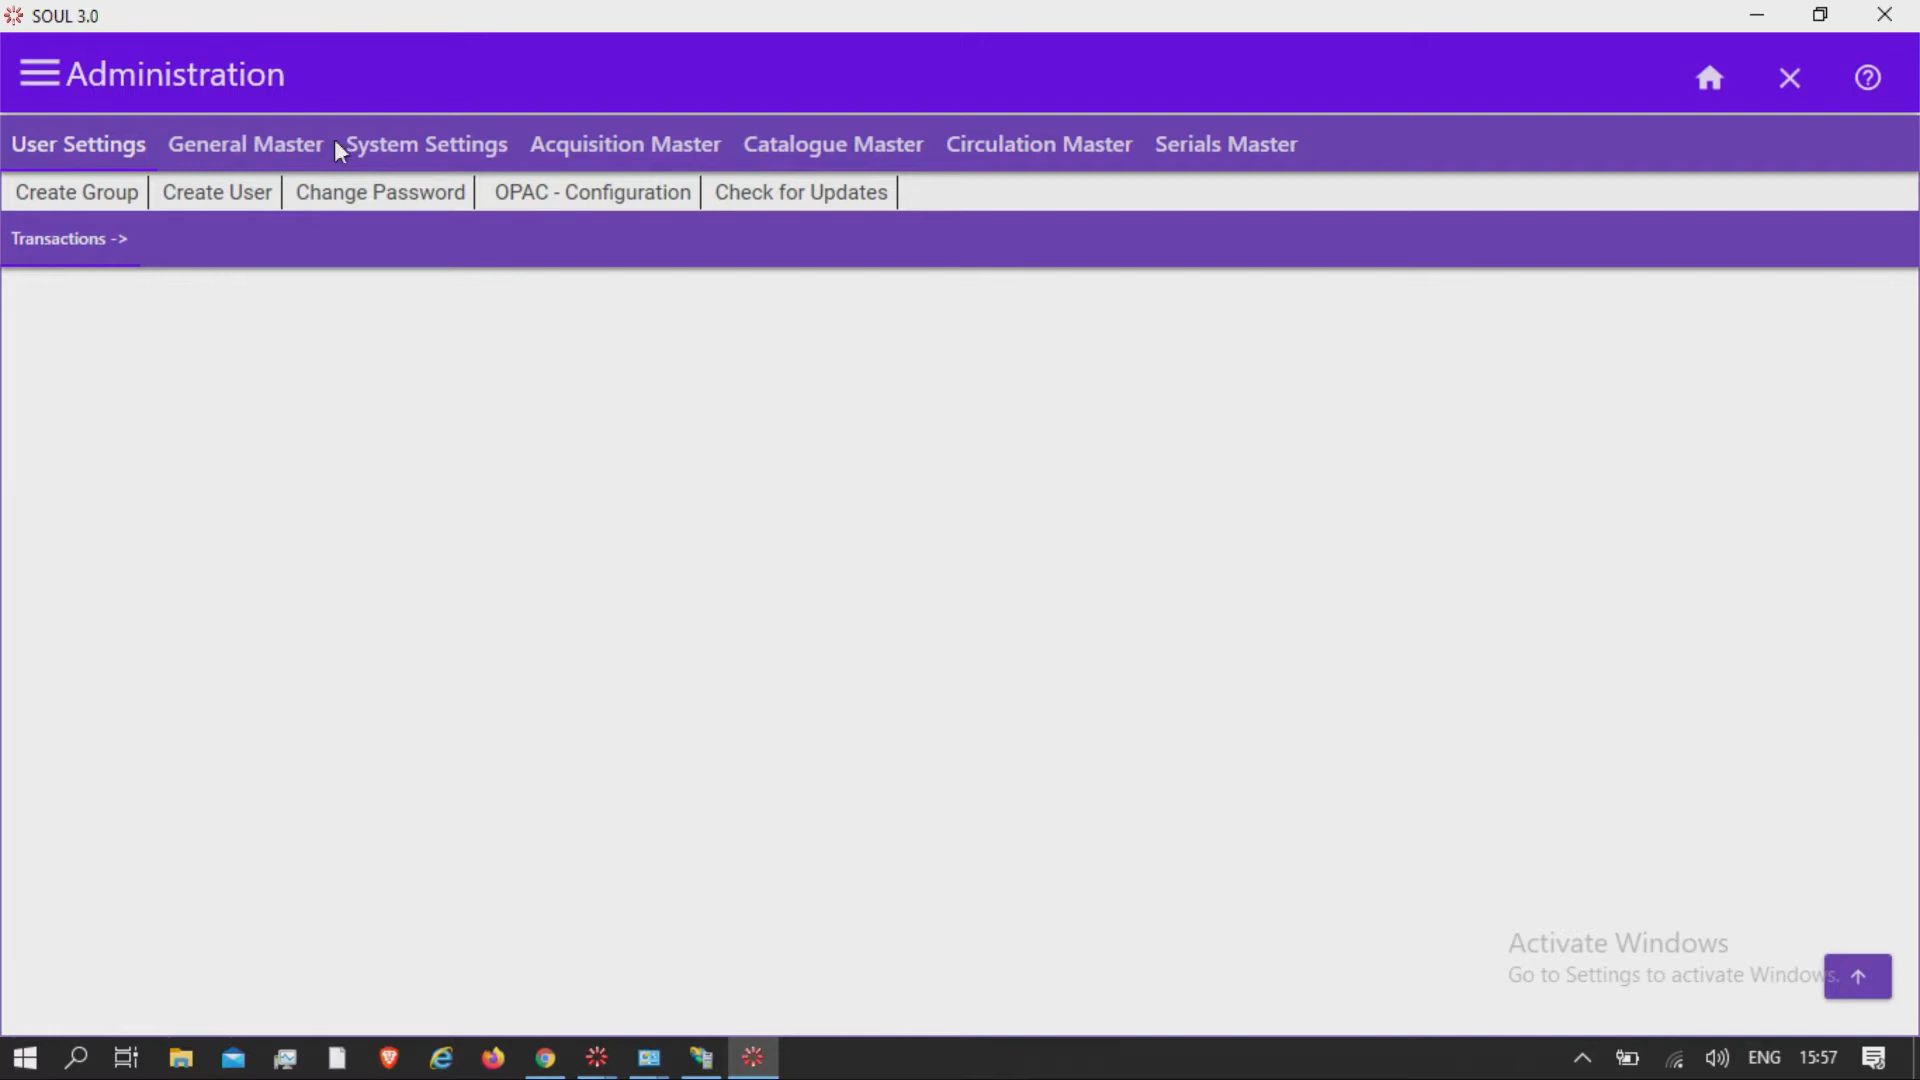 SOUL 3.0
Administration
User Settings General Master System Settings Acquisition Master Catalogue Master Circulation Master Serials Master
Create Group Create User Change Password OPAC - Configuration Check for Updates
Transactions ->
Activate Windows
Go to Settings to activate Windows.
ENG 15:57